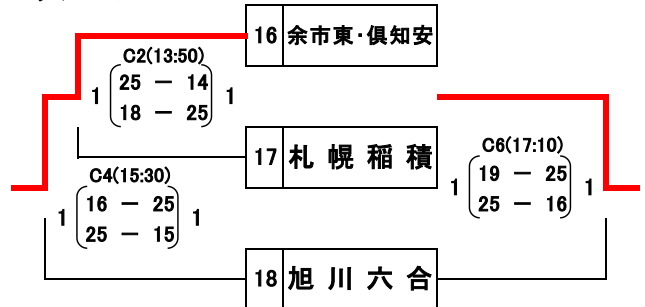 16 余市東・倶知安
C2(13:50)
1 25 － 14 1
18 － 25
17 札幌稲積
C6(17:10)
1 19 － 25 1
25 － 16
C4(15:30)
1 16 － 25 1
25 － 15
18 旭川六合